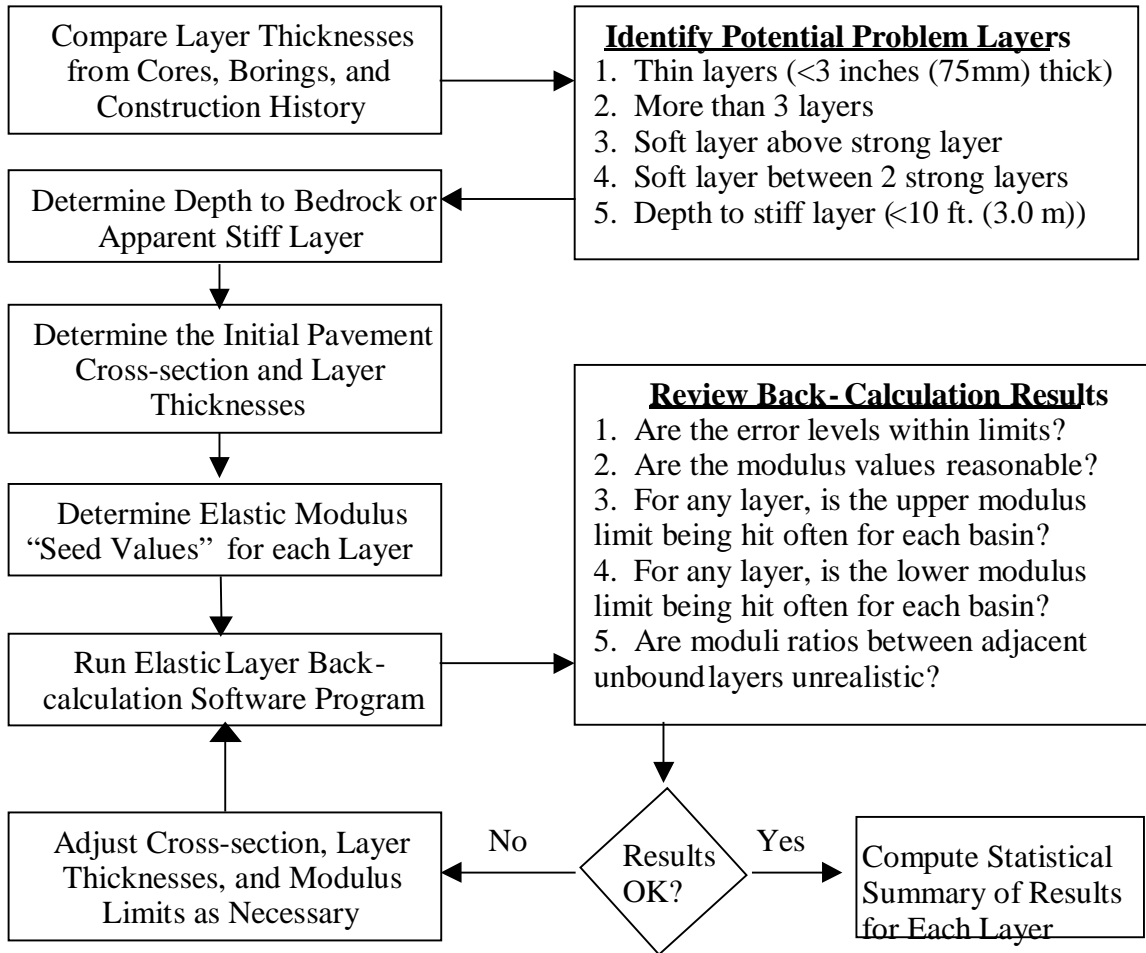 Compare Layer Thicknesses
from Cores, Borings, and
Construction History
Identify Potential Problem Layers
1. Thin layers (<3 inches (75mm) thick)
2. More than 3 layers
3. Soft layer above strong layer
4. Soft layer between 2 strong layers
5. Depth to stiff layer (<10 ft. (3.0 m))
Determine Depth to Bedrock or
Apparent Stiff Layer
Determine the Initial Pavement
Cross-section and Layer
Thicknesses
Determine Elastic Modulus
“Seed Values” for each Layer
Run Elastic Layer Back-
calculation Software Program
Review Back-Calculation Results
1. Are the error levels within limits?
2. Are the modulus values reasonable?
3. For any layer, is the upper modulus
limit being hit often for each basin?
4. For any layer, is the lower modulus
limit being hit often for each basin?
5. Are moduli ratios between adjacent
unbound layers unrealistic?
Results
OK?
No
Yes
Adjust Cross-section, Layer
Thicknesses, and Modulus
Limits as Necessary
Compute Statistical
Summary of Results
for Each Layer